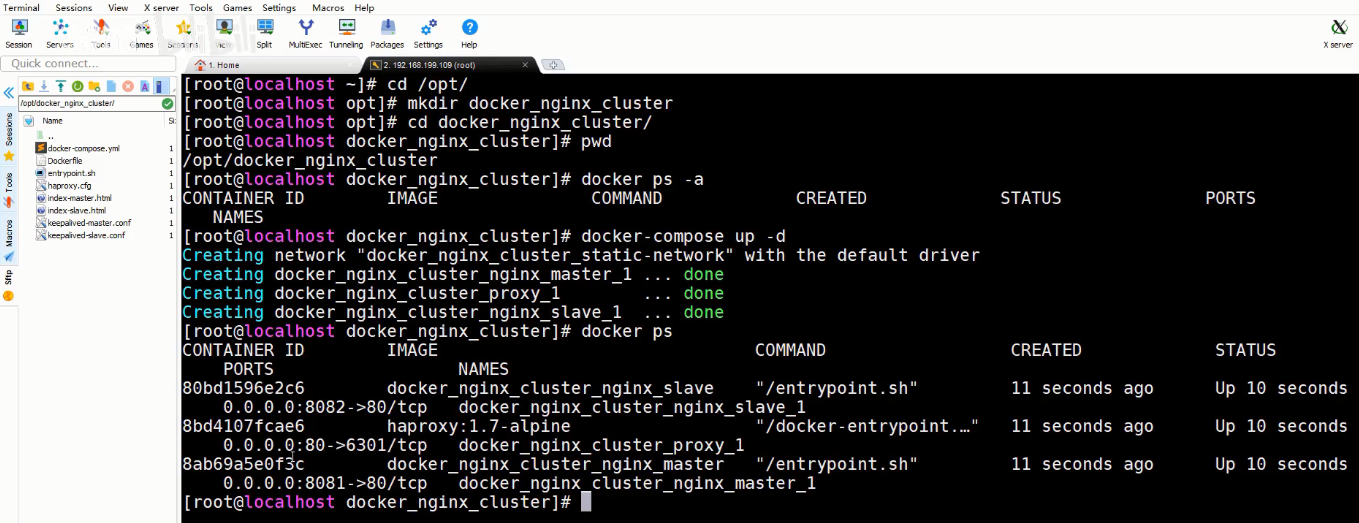 Terminal Sessions View X server Tools Games Settings Macros Help
Session Servers Tools Games Sessions View Split MultiExec Tunneling Packages Settings Help X server
Quick connect...
1. Home
2. 192.168.199.109 (root)
/opt/docker_nginx_cluster/
Name
..
docker-compose.yml 1
Dockerfile 1
entrypoint.sh 1
haproxy.cfg 1
index-master.html 1
index-slave.html 1
keepalived-master.conf 1
keepalived-slave.conf 1
Sessions
Tools
Macros
Sftp
[root@localhost ~]# cd /opt/
[root@localhost opt]# mkdir docker_nginx_cluster
[root@localhost opt]# cd docker_nginx_cluster/
[root@localhost docker_nginx_cluster]# pwd
/opt/docker_nginx_cluster
[root@localhost docker_nginx_cluster]# docker ps -a
CONTAINER ID IMAGE COMMAND CREATED STATUS PORTS
NAMES
[root@localhost docker_nginx_cluster]# docker-compose up -d
Creating network "docker_nginx_cluster_static-network" with the default driver
Creating docker_nginx_cluster_nginx_master_1 ... done
Creating docker_nginx_cluster_proxy_1 ... done
Creating docker_nginx_cluster_nginx_slave_1 ... done
[root@localhost docker_nginx_cluster]# docker ps
CONTAINER ID IMAGE COMMAND CREATED STATUS
PORTS NAMES
80bd1596e2c6 docker_nginx_cluster_nginx_slave "/entrypoint.sh" 11 seconds ago Up 10 seconds
0.0.0.0:8082->80/tcp docker_nginx_cluster_nginx_slave_1
8bd4107fcae6 haproxy:1.7-alpine "/docker-entrypoint.…" 11 seconds ago Up 10 seconds
0.0.0.0:80->6301/tcp docker_nginx_cluster_proxy_1
8ab69a5e0f3c docker_nginx_cluster_nginx_master "/entrypoint.sh" 11 seconds ago Up 10 seconds
0.0.0.0:8081->80/tcp docker_nginx_cluster_nginx_master_1
[root@localhost docker_nginx_cluster]#